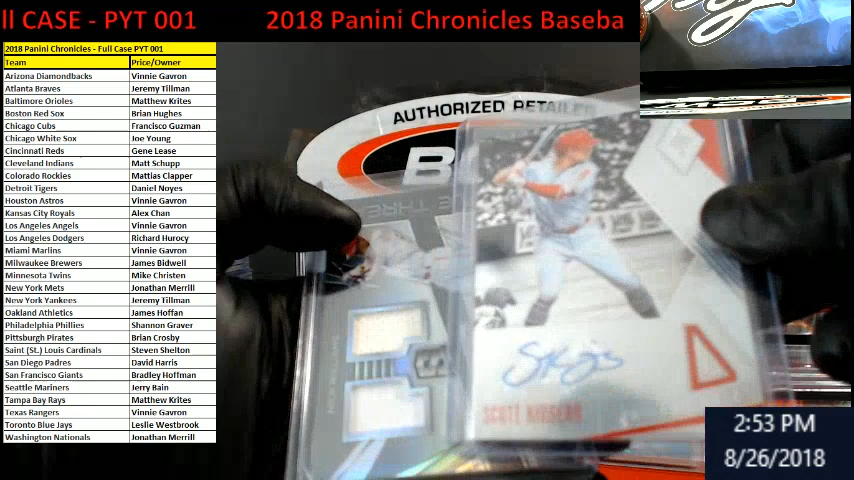 ll CASE - PYT 001 2018 Panini Chronicles Baseba
2018 Panini Chronicles - Full Case PYT 001
Team Price/Owner
Arizona Diamondbacks Vinnie Gavron
Atlanta Braves Jeremy Tillman
Baltimore Orioles Matthew Krites
Boston Red Sox Brian Hughes
Chicago Cubs Francisco Guzman
Chicago White Sox Joe Young
Cincinnati Reds Gene Lease
Cleveland Indians Matt Schupp
Colorado Rockies Mattias Clapper
Detroit Tigers Daniel Noyes
Houston Astros Vinnie Gavron
Kansas City Royals Alex Chan
Los Angeles Angels Vinnie Gavron
Los Angeles Dodgers Richard Hurocy
Miami Marlins Vinnie Gavron
Milwaukee Brewers James Bidwell
Minnesota Twins Mike Christen
New York Mets Jonathan Merrill
New York Yankees Jeremy Tillman
Oakland Athletics James Hoffan
Philadelphia Phillies Shannon Graver
Pittsburgh Pirates Brian Crosby
Saint (St.) Louis Cardinals Steven Shelton
San Diego Padres David Harris
San Francisco Giants Bradley Hoffman
Seattle Mariners Jerry Bain
Tampa Bay Rays Matthew Krites
Texas Rangers Vinnie Gavron
Toronto Blue Jays Leslie Westbrook
Washington Nationals Jonathan Merrill
AUTHORIZED RETAILER
B
SCOTT KINGERY
2:53 PM
8/26/2018